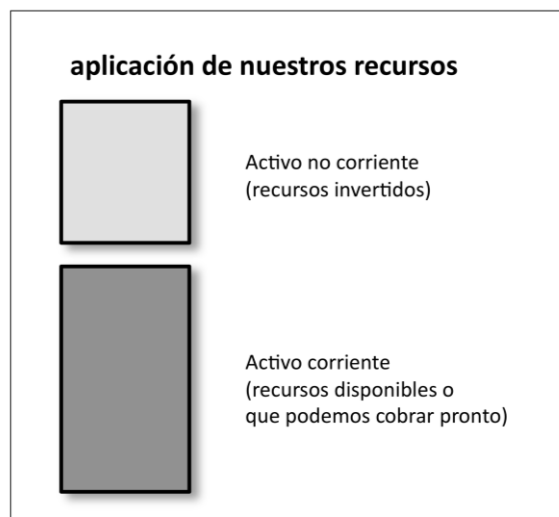 aplicación de nuestros recursos
Activo no corriente
(recursos invertidos)
Activo corriente
(recursos disponibles o
que podemos cobrar pronto)